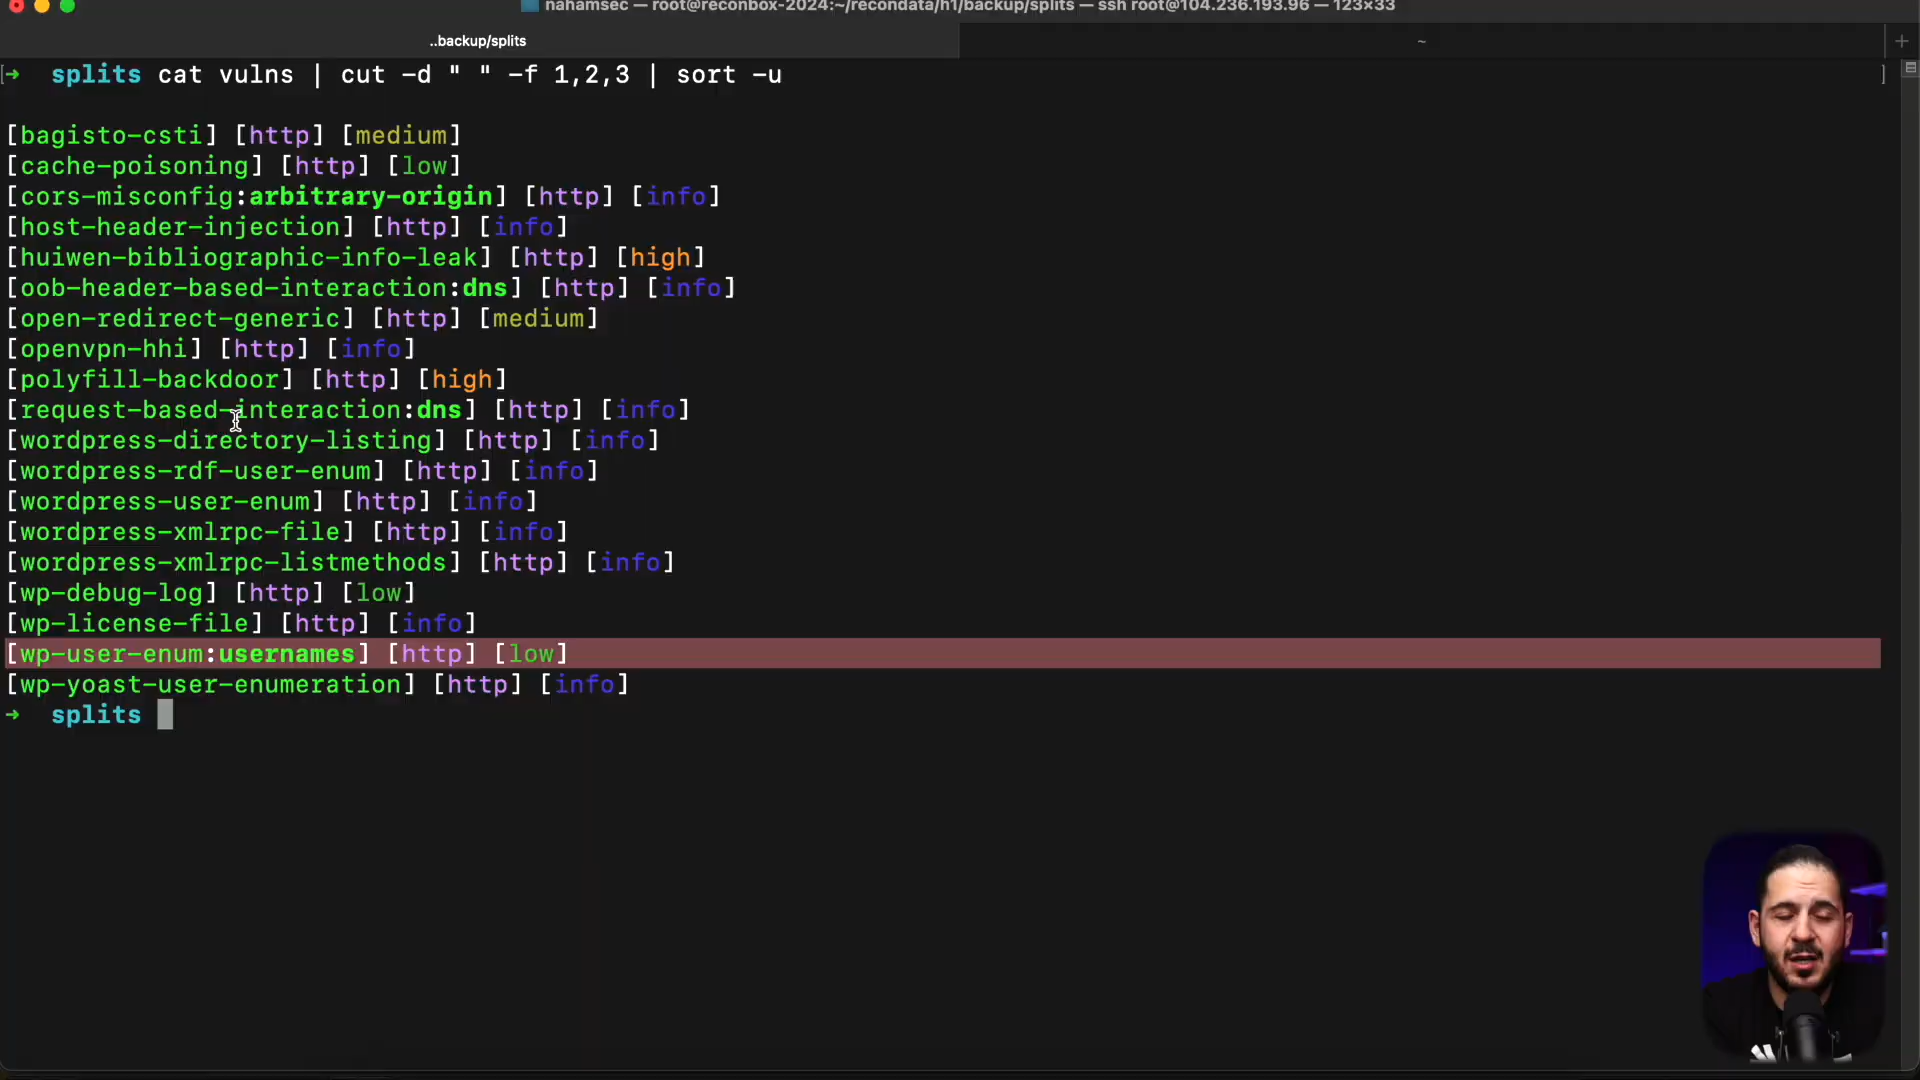 nahamsec — root@reconbox-2024:~/recondata/h1/backup/splits — ssh root@104.236.193.96 — 123×33
..backup/splits
~
[➜ splits cat vulns | cut -d " " -f 1,2,3 | sort -u ]
[bagisto-csti] [http] [medium]
[cache-poisoning] [http] [low]
[cors-misconfig:arbitrary-origin] [http] [info]
[host-header-injection] [http] [info]
[huiwen-bibliographic-info-leak] [http] [high]
[oob-header-based-interaction:dns] [http] [info]
[open-redirect-generic] [http] [medium]
[openvpn-hhi] [http] [info]
[polyfill-backdoor] [http] [high]
[request-based-interaction:dns] [http] [info]
[wordpress-directory-listing] [http] [info]
[wordpress-rdf-user-enum] [http] [info]
[wordpress-user-enum] [http] [info]
[wordpress-xmlrpc-file] [http] [info]
[wordpress-xmlrpc-listmethods] [http] [info]
[wp-debug-log] [http] [low]
[wp-license-file] [http] [info]
[wp-user-enum:usernames] [http] [low]
[wp-yoast-user-enumeration] [http] [info]
➜ splits